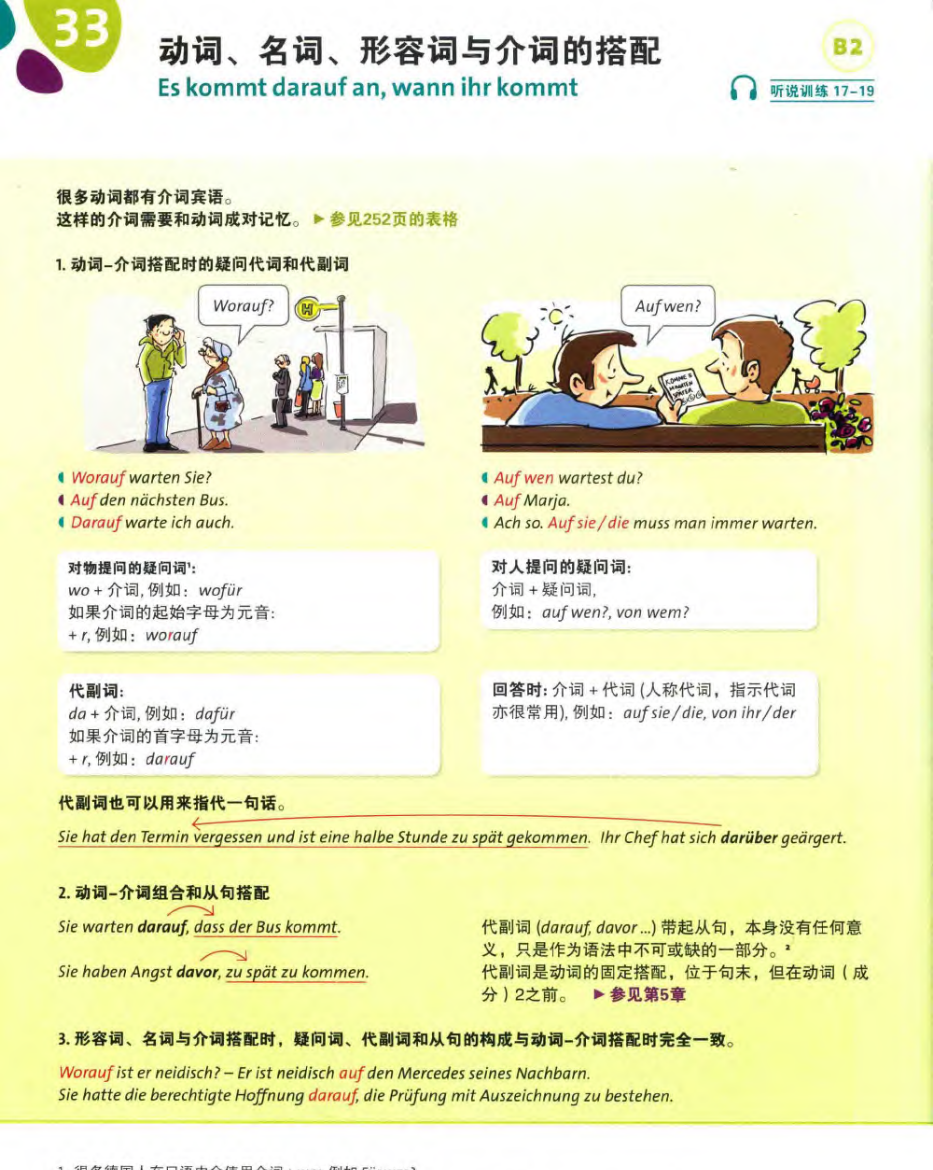 33
动词、名词、形容词与介词的搭配
B2
Es kommt darauf an, wann ihr kommt
听说训练 17–19
很多动词都有介词宾语。
这样的介词需要和动词成对记忆。 ▶ 参见252页的表格
1. 动词–介词搭配时的疑问代词和代副词
Worauf?
H
Auf wen?
KOMME
SPÄTER
Worauf warten Sie?
Auf den nächsten Bus.
Darauf warte ich auch.
Auf wen wartest du?
Auf Marja.
Ach so. Auf sie / die muss man immer warten.
对物提问的疑问词¹:
wo + 介词, 例如: wofür
如果介词的起始字母为元音:
+ r, 例如: worauf
对人提问的疑问词:
介词 + 疑问词,
例如: auf wen?, von wem?
代副词:
da + 介词, 例如: dafür
如果介词的首字母为元音:
+ r, 例如: darauf
回答时: 介词 + 代词 (人称代词，指示代词
亦很常用), 例如: auf sie / die, von ihr / der
代副词也可以用来指代一句话。
Sie hat den Termin vergessen und ist eine halbe Stunde zu spät gekommen. Ihr Chef hat sich darüber geärgert.
2. 动词–介词组合和从句搭配
Sie warten darauf, dass der Bus kommt.
Sie haben Angst davor, zu spät zu kommen.
代副词 (darauf, davor ...) 带起从句，本身没有任何意
义，只是作为语法中不可或缺的一部分。²
代副词是动词的固定搭配，位于句末，但在动词（成
分）2之前。 ▶ 参见第5章
3. 形容词、名词与介词搭配时，疑问词、代副词和从句的构成与动词–介词搭配时完全一致。
Worauf ist er neidisch? – Er ist neidisch auf den Mercedes seines Nachbarn.
Sie hatte die berechtigte Hoffnung darauf, die Prüfung mit Auszeichnung zu bestehen.